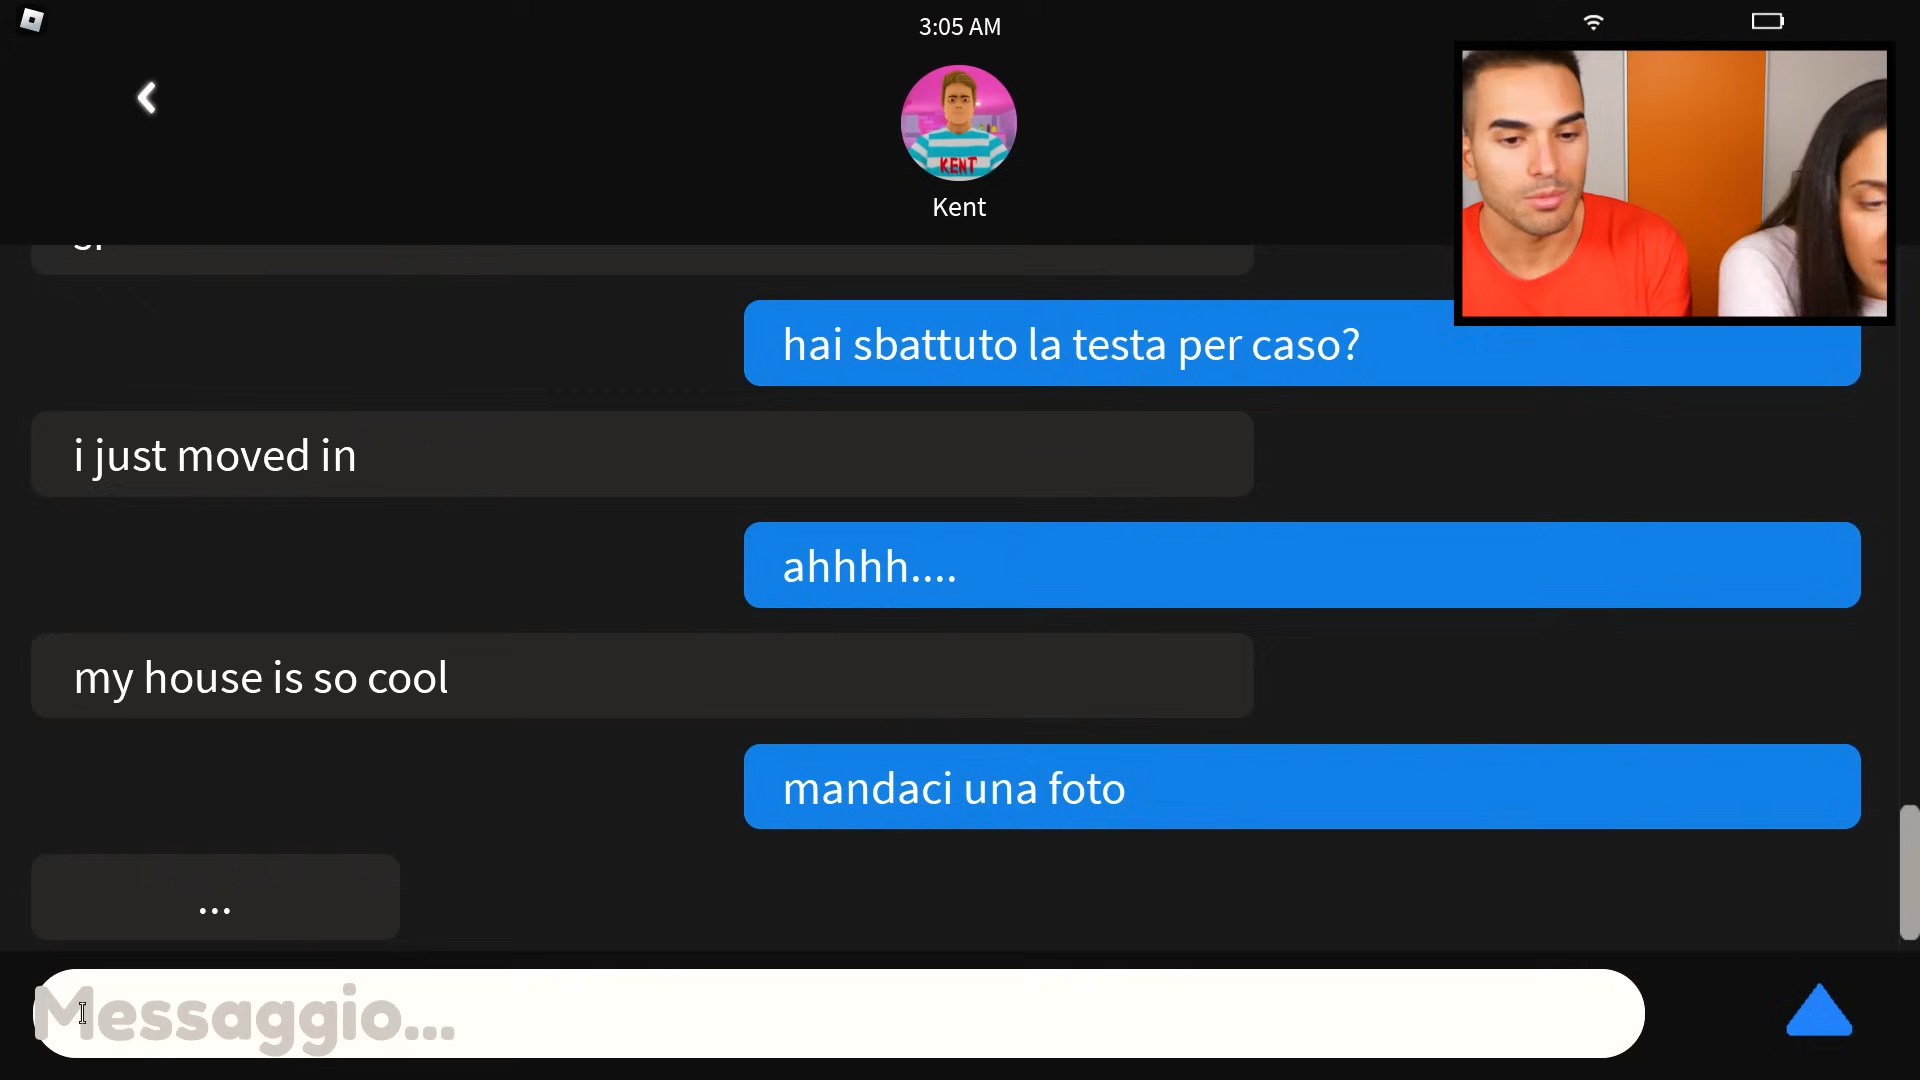 3:05 AM
KENT
Kent
hai sbattuto la testa per caso?
i just moved in
ahhhh....
my house is so cool
mandaci una foto
...
Messaggio...